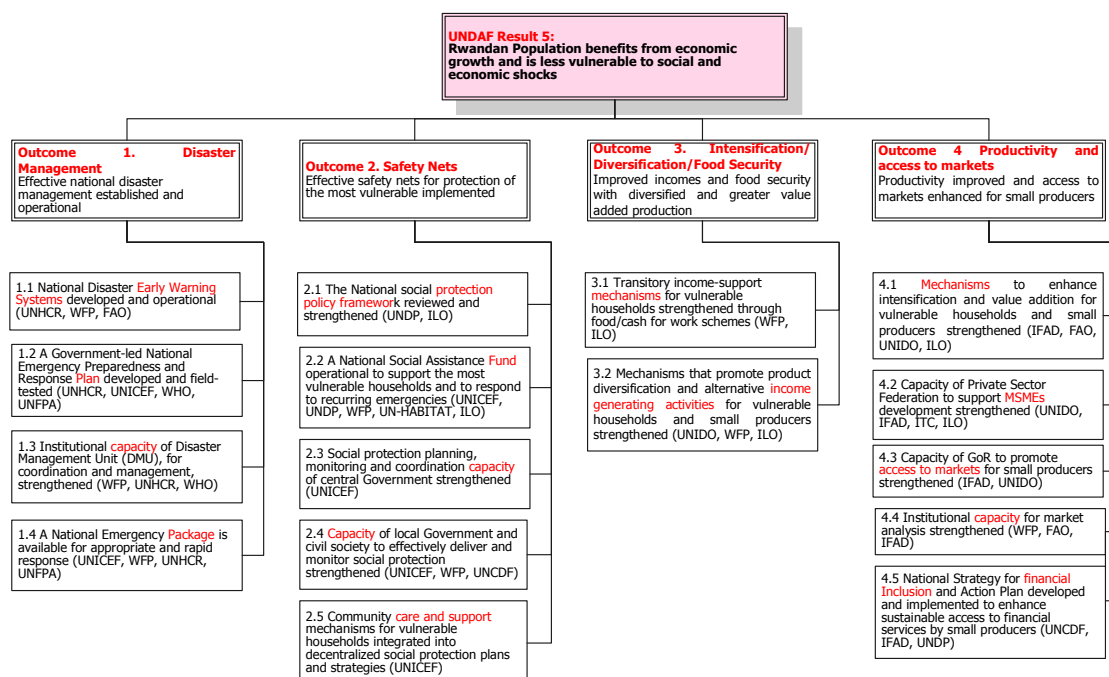 UNDAF Result 5:
Rwandan Population benefits from economic
growth and is less vulnerable to social and
economic shocks
Outcome 1. Disaster
Management
Effective national disaster
management established and
operational
1.1 National Disaster Early Warning
Systems developed and operational
(UNHCR, WFP, FAO)
1.2 A Government-led National
Emergency Preparedness and
Response Plan developed and field-
tested (UNHCR, UNICEF, WHO,
UNFPA)
1.3 Institutional capacity of Disaster
Management Unit (DMU), for
coordination and management,
strengthened (WFP, UNHCR, WHO)
1.4 A National Emergency Package is
available for appropriate and rapid
response (UNICEF, WFP, UNHCR,
UNFPA)
Outcome 2. Safety Nets
Effective safety nets for protection of
the most vulnerable implemented
2.1 The National social protection
policy framework reviewed and
strengthened (UNDP, ILO)
2.2 A National Social Assistance Fund
operational to support the most
vulnerable households and to respond
to recurring emergencies (UNICEF,
UNDP, WFP, UN-HABITAT, ILO)
2.3 Social protection planning,
monitoring and coordination capacity
of central Government strengthened
(UNICEF)
2.4 Capacity of local Government and
civil society to effectively deliver and
monitor social protection
strengthened (UNICEF, WFP, UNCDF)
2.5 Community care and support
mechanisms for vulnerable
households integrated into
decentralized social protection plans
and strategies (UNICEF)
Outcome 3. Intensification/
Diversification/Food Security
Improved incomes and food security
with diversified and greater value
added production
3.1 Transitory income-support
mechanisms for vulnerable
households strengthened through
food/cash for work schemes (WFP,
ILO)
3.2 Mechanisms that promote product
diversification and alternative income
generating activities for vulnerable
households and small producers
strengthened (UNIDO, WFP, ILO)
Outcome 4 Productivity and
access to markets
Productivity improved and access to
markets enhanced for small producers
4.1 Mechanisms to enhance
intensification and value addition for
vulnerable households and small
producers strengthened (IFAD, FAO,
UNIDO, ILO)
4.2 Capacity of Private Sector
Federation to support MSMEs
development strengthened (UNIDO,
IFAD, ITC, ILO)
4.3 Capacity of GoR to promote
access to markets for small producers
strengthened (IFAD, UNIDO)
4.4 Institutional capacity for market
analysis strengthened (WFP, FAO,
IFAD)
4.5 National Strategy for financial
Inclusion and Action Plan developed
and implemented to enhance
sustainable access to financial
services by small producers (UNCDF,
IFAD, UNDP)